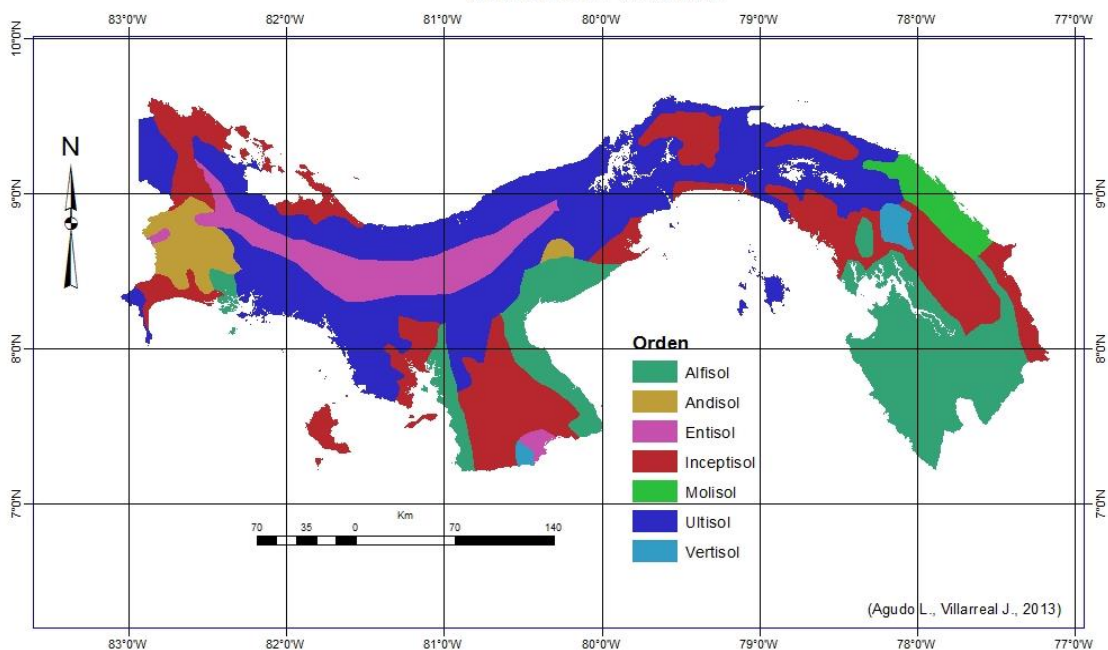 83°0'W 82°0'W 81°0'W 80°0'W 79°0'W 78°0'W 77°0'W
10°0'N
N
9°0'N 9°0'N
8°0'N 8°0'N
Orden
Alfisol
Andisol
Entisol
Inceptisol
Molisol
Ultisol
Vertisol
7°0'N 7°0'N
Km
70 35 0 70 140
(Agudo L., Villarreal J., 2013)
83°0'W 82°0'W 81°0'W 80°0'W 79°0'W 78°0'W 77°0'W